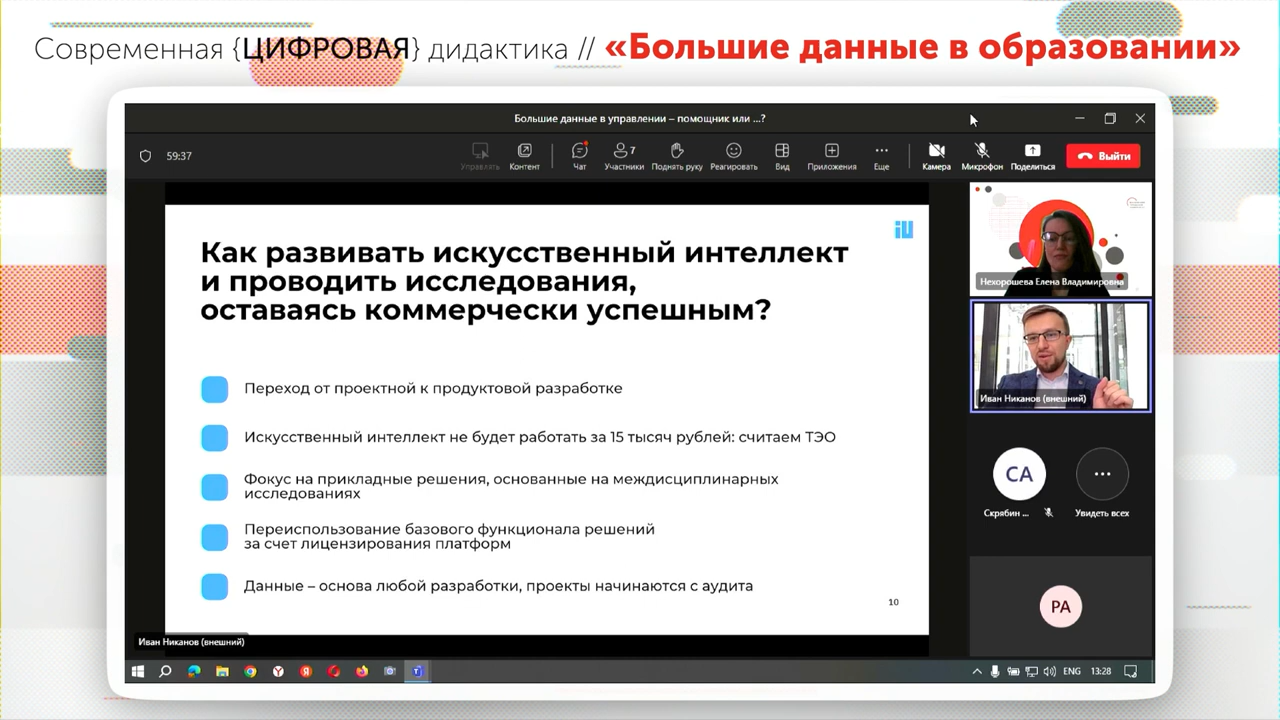 Современная {ЦИФРОВАЯ} дидактика // «Большие данные в образовании»
Большие данные в управлении – помощник или ...?
59:37
Управлять
Контент
Чат
7
Участники
Поднять руку
Реагировать
Вид
Приложения
Еще
Камера
Микрофон
Поделиться
Выйти
iU
Как развивать искусственный интеллект
и проводить исследования,
оставаясь коммерчески успешным?
Переход от проектной к продуктовой разработке
Искусственный интеллект не будет работать за 15 тысяч рублей: считаем ТЭО
Фокус на прикладные решения, основанные на междисциплинарных
исследованиях
Переиспользование базового функционала решений
за счет лицензирования платформ
Данные – основа любой разработки, проекты начинаются с аудита
10
Иван Никанов (внешний)
Нехорошева Елена Владимировна
Иван Никанов (внешний)
СА
Скрябин ...
Увидеть всех
РА
ENG
13:28